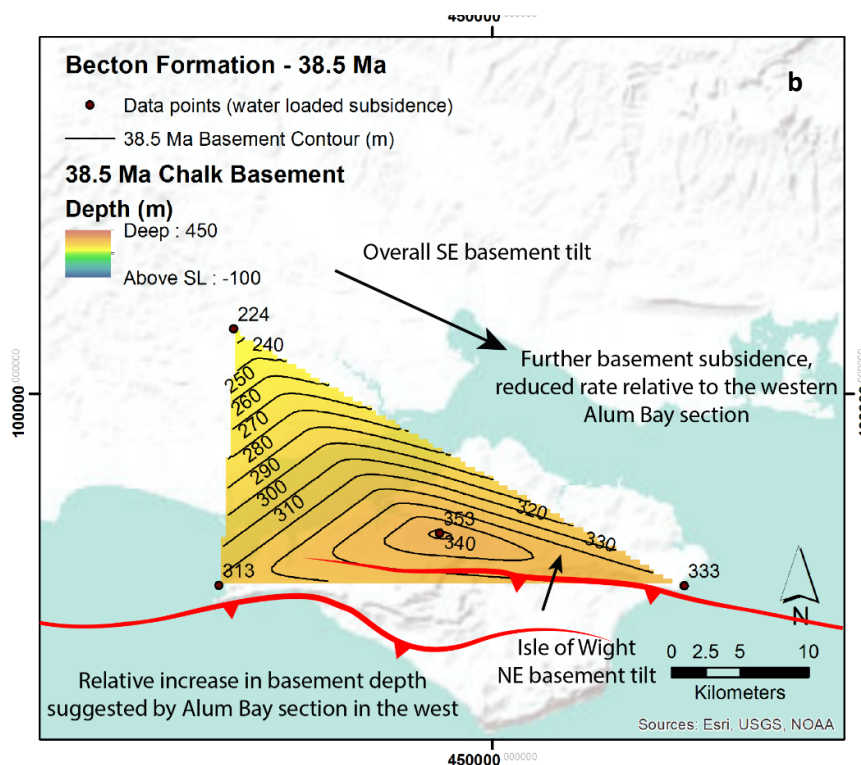 450000
Becton Formation - 38.5 Ma
b
Data points (water loaded subsidence)
38.5 Ma Basement Contour (m)
38.5 Ma Chalk Basement
Depth (m)
Deep : 450
Above SL : -100
Overall SE basement tilt
224
240
250
260
270
280
290
300
310
Further basement subsidence,
reduced rate relative to the western
Alum Bay section
100000 000000
320
330
353
340
313
333
N
Isle of Wight
NE basement tilt
0 2.5 5 10
Kilometers
Relative increase in basement depth
suggested by Alum Bay section in the west
Sources: Esri, USGS, NOAA
450000 000000